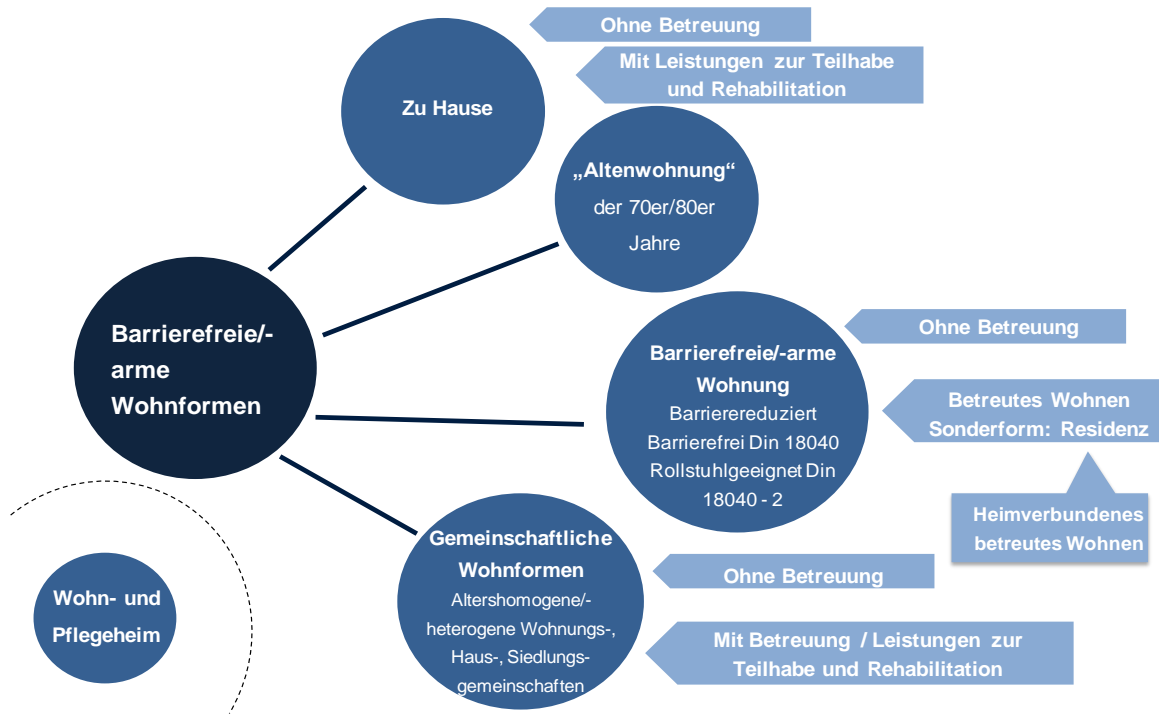 Ohne Betreuung
Mit Leistungen zur Teilhabe
und Rehabilitation
Zu Hause
„Altenwohnung“
der 70er/80er
Jahre
Barrierefreie/-
arme
Wohnformen
Ohne Betreuung
Barrierefreie/-arme
Wohnung
Barrierereduziert
Barrierefrei Din 18040
Rollstuhlgeeignet Din
18040 - 2
Betreutes Wohnen
Sonderform: Residenz
Heimverbundenes
betreutes Wohnen
Gemeinschaftliche
Wohnformen
Altershomogene/-
heterogene Wohnungs-,
Haus-, Siedlungs-
gemeinschaften
Ohne Betreuung
Mit Betreuung / Leistungen zur
Teilhabe und Rehabilitation
Wohn- und
Pflegeheim